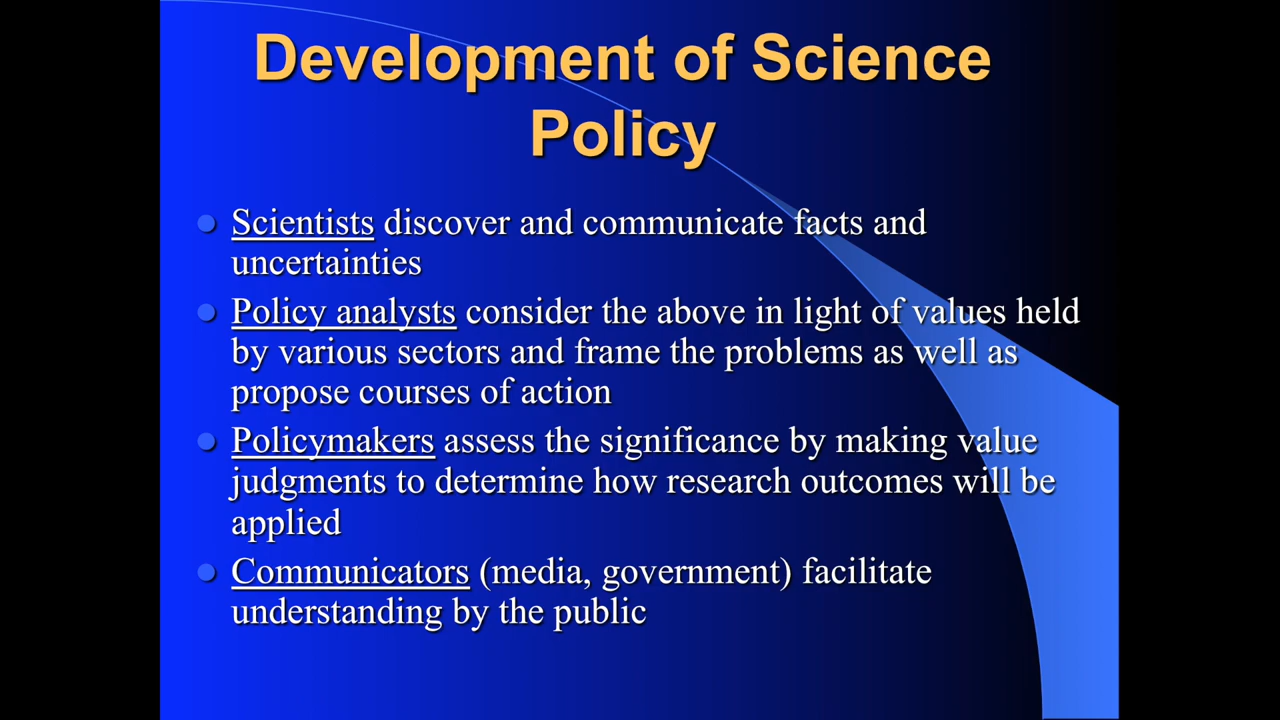 Development of Science
Policy
Scientists discover and communicate facts and
uncertainties
Policy analysts consider the above in light of values held
by various sectors and frame the problems as well as
propose courses of action
Policymakers assess the significance by making value
judgments to determine how research outcomes will be
applied
Communicators (media, government) facilitate
understanding by the public